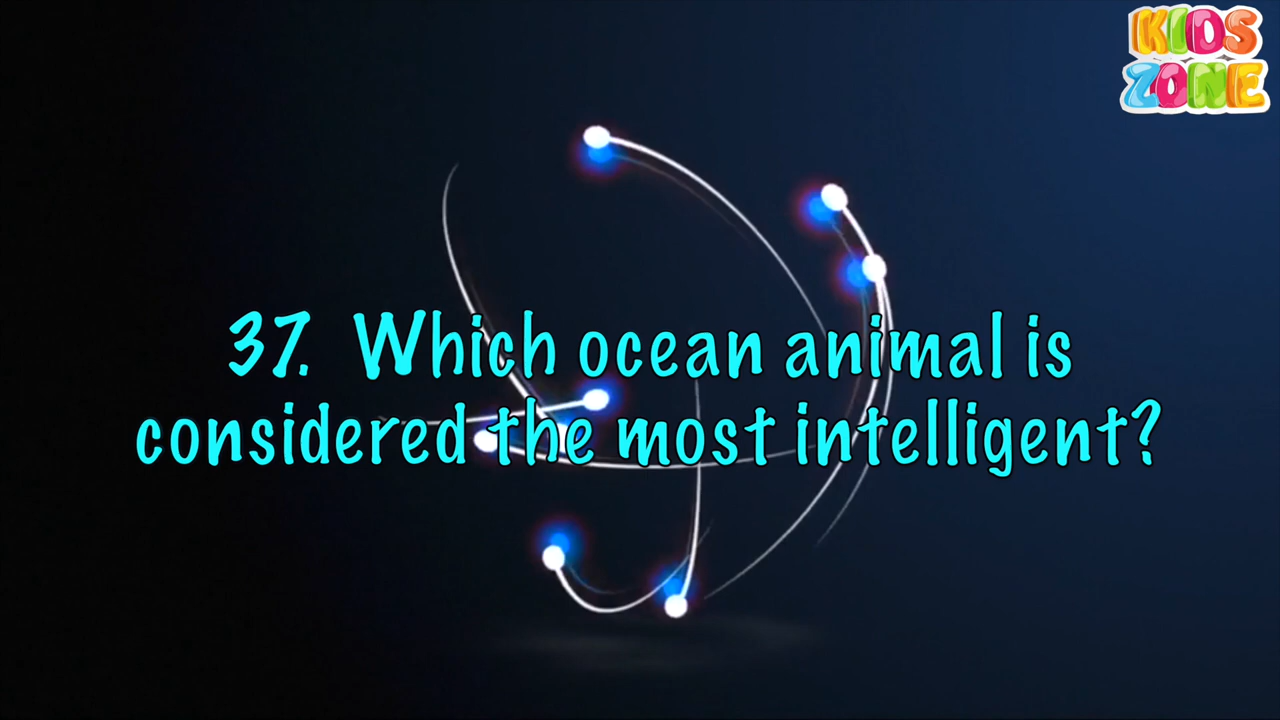 KIDS
ZONE
37. Which ocean animal is
considered the most intelligent?